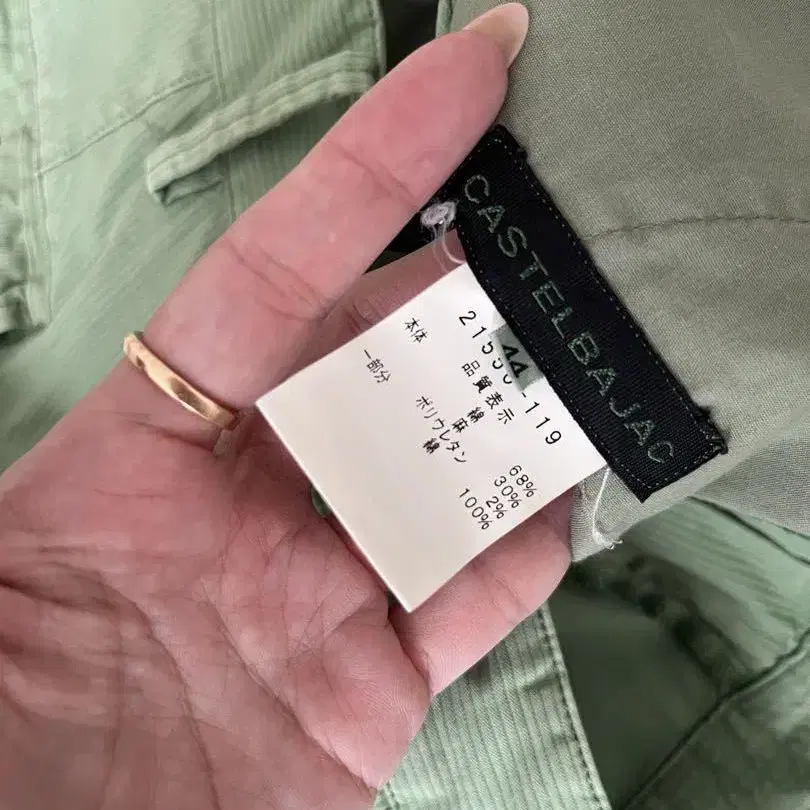 CASTELBAJAC
44
119
品質表示
本体
綿 68%
麻 30%
ポリウレタン 2%
一部分
綿 100%